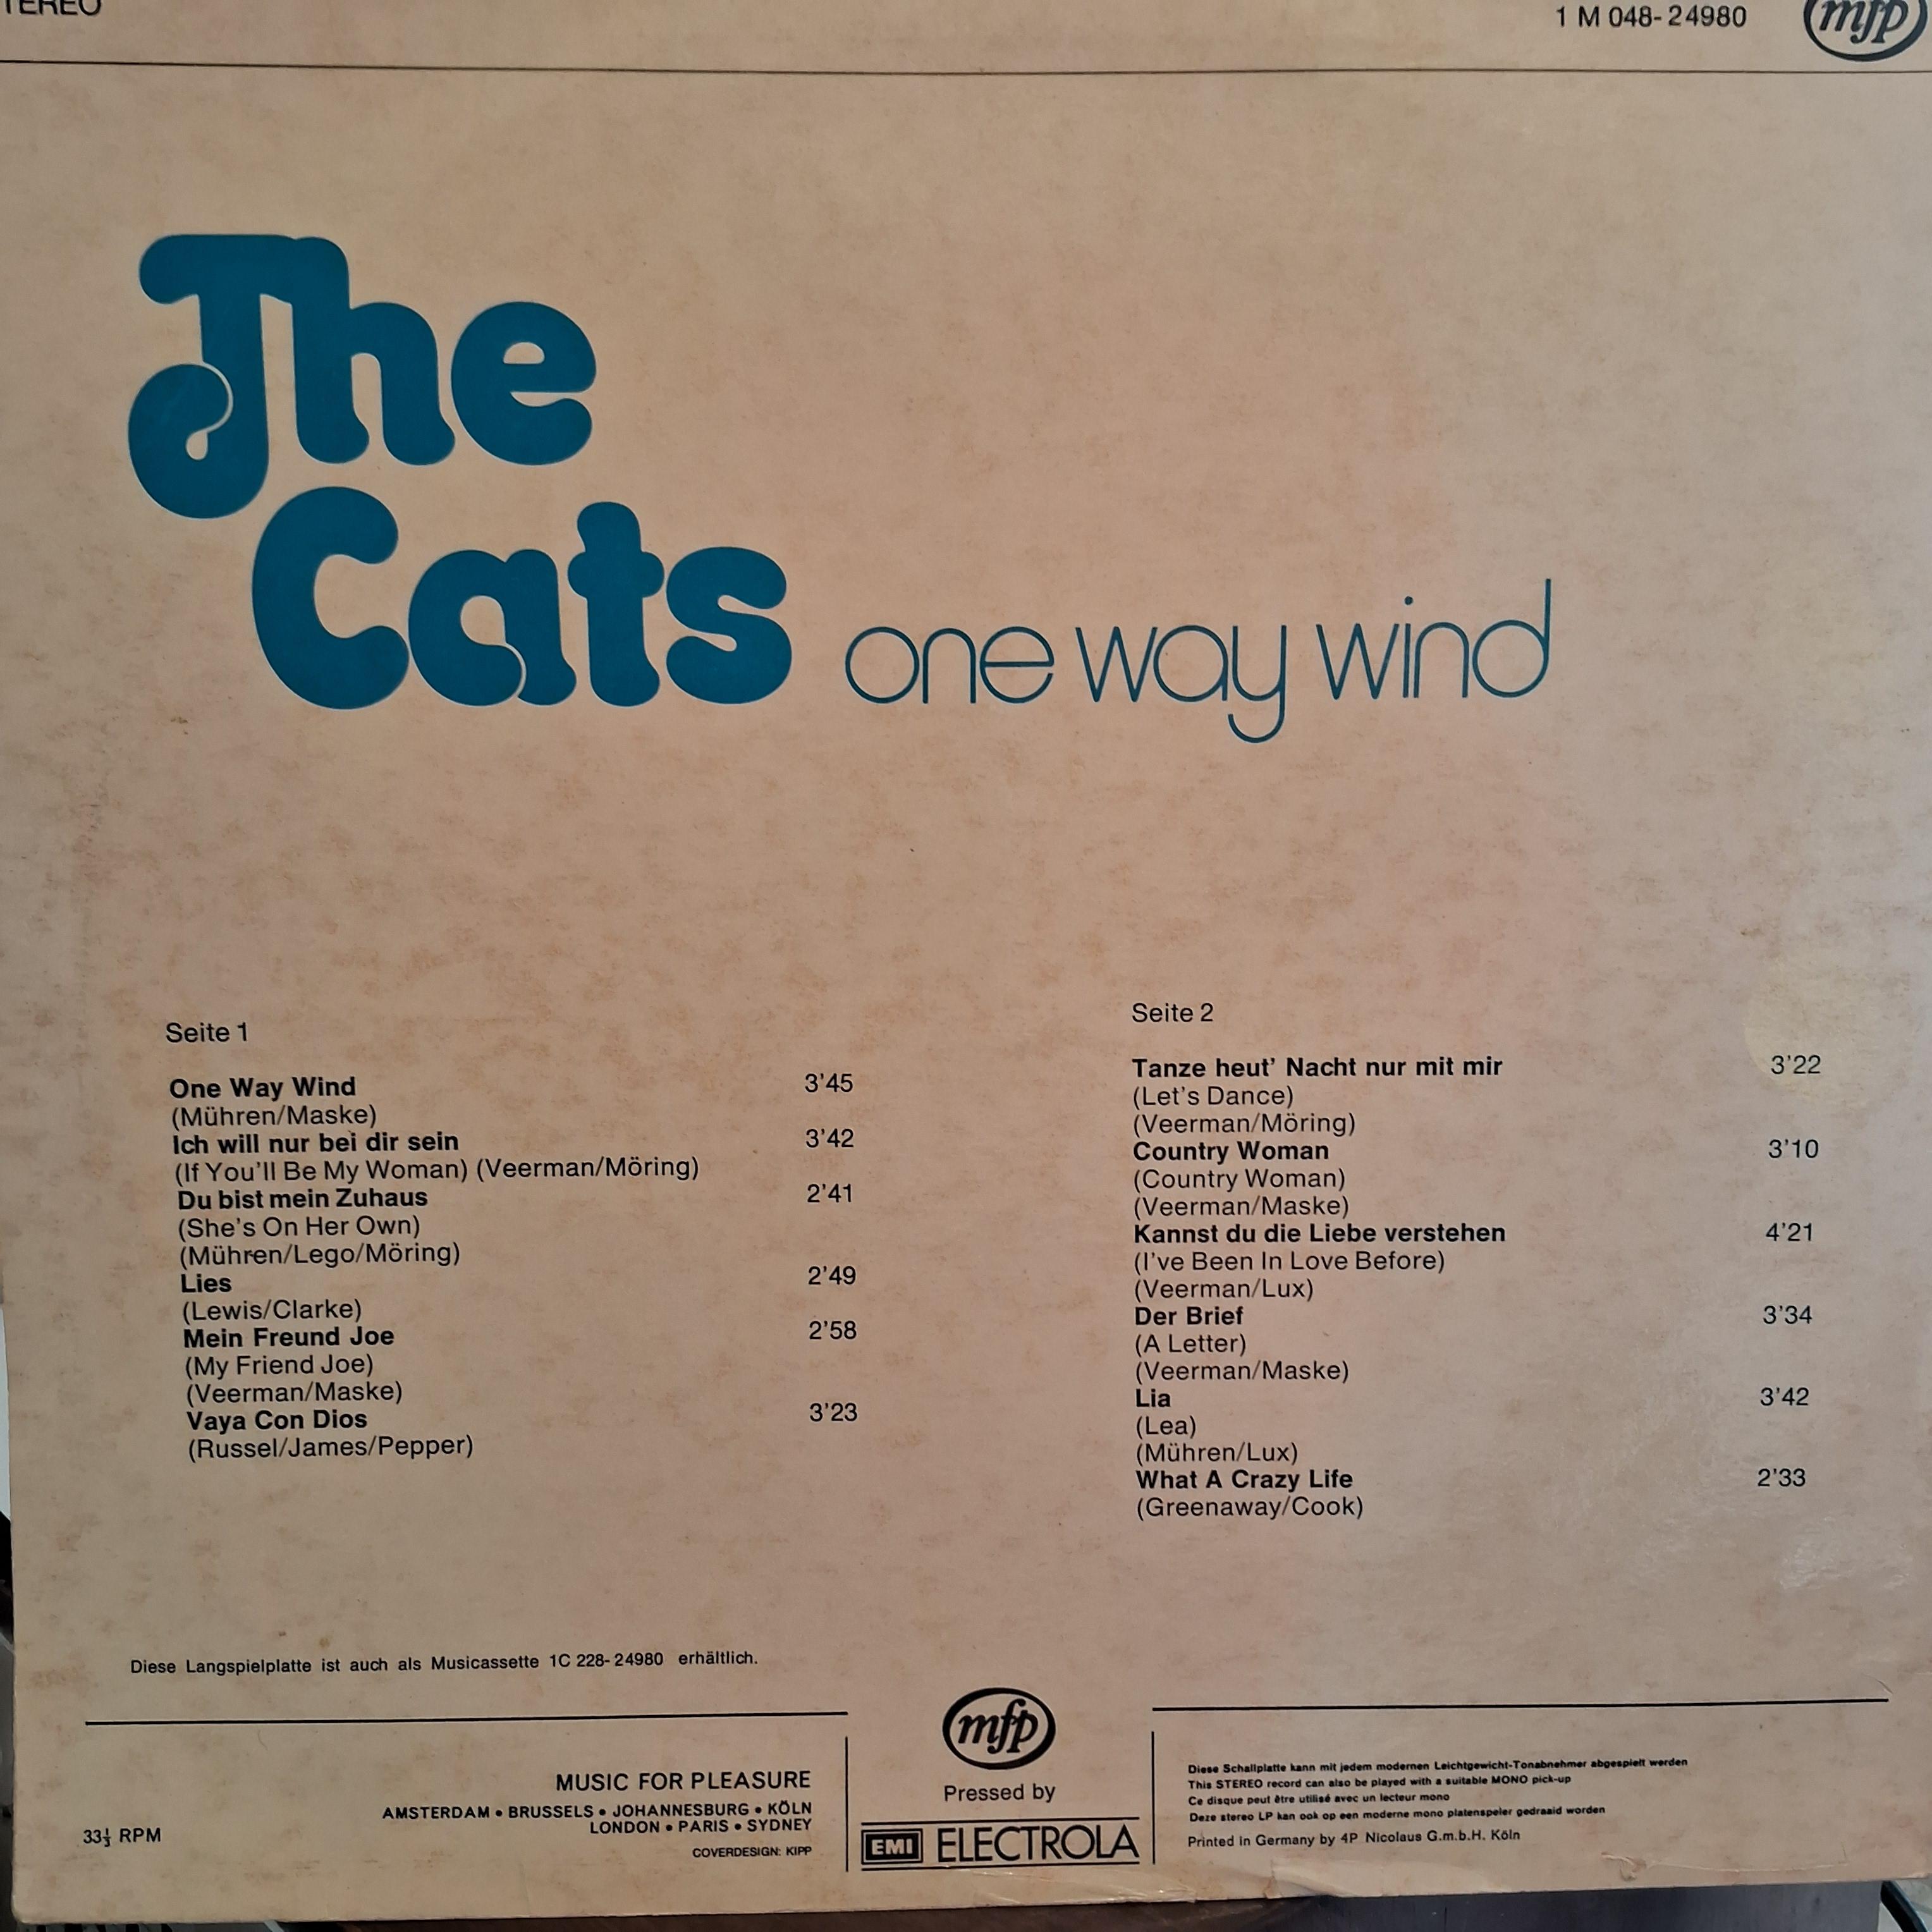 STEREO
1 M 048-24980
mfp
The
Cats one way wind
Seite 1
One Way Wind 3'45
(Mühren/Maske)
Ich will nur bei dir sein 3'42
(If You'll Be My Woman) (Veerman/Möring)
Du bist mein Zuhaus 2'41
(She's On Her Own)
(Mühren/Lego/Möring)
Lies 2'49
(Lewis/Clarke)
Mein Freund Joe 2'58
(My Friend Joe)
(Veerman/Maske)
Vaya Con Dios 3'23
(Russel/James/Pepper)
Seite 2
Tanze heut' Nacht nur mit mir 3'22
(Let's Dance)
(Veerman/Möring)
Country Woman 3'10
(Country Woman)
(Veerman/Maske)
Kannst du die Liebe verstehen 4'21
(I've Been In Love Before)
(Veerman/Lux)
Der Brief 3'34
(A Letter)
(Veerman/Maske)
Lia 3'42
(Lea)
(Mühren/Lux)
What A Crazy Life 2'33
(Greenaway/Cook)
Diese Langspielplatte ist auch als Musicassette 1C 228-24980 erhältlich.
33⅓ RPM
MUSIC FOR PLEASURE
AMSTERDAM • BRUSSELS • JOHANNESBURG • KÖLN
LONDON • PARIS • SYDNEY
COVERDESIGN: KIPP
mfp
Pressed by
EMI ELECTROLA
Diese Schallplatte kann mit jedem modernen Leichtgewicht-Tonabnehmer abgespielt werden
This STEREO record can also be played with a suitable MONO pick-up
Ce disque peut être utilisé avec un lecteur mono
Deze stereo LP kan ook op een moderne mono platenspeler gedraaid worden
Printed in Germany by 4P Nicolaus G.m.b.H. Köln